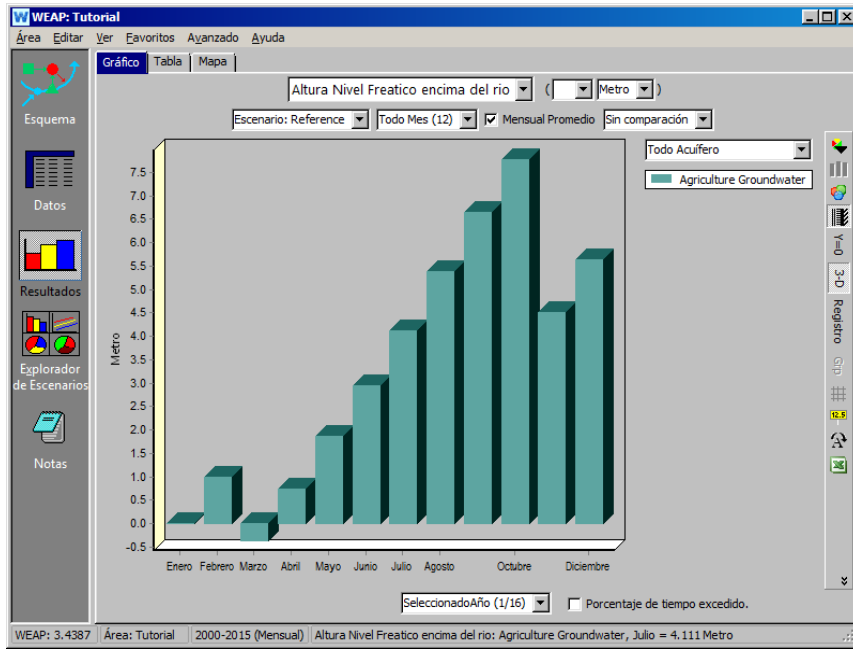 WEAP: Tutorial
Área Editar Ver Favoritos Avanzado Ayuda
Gráfico Tabla Mapa
Altura Nivel Freatico encima del rio ( Metro )
Escenario: Reference Todo Mes (12) Mensual Promedio Sin comparación
Esquema
Datos
Resultados
Explorador
de Escenarios
Notas
Todo Acuífero
Agriculture Groundwater
Metro
7.5
7.0
6.5
6.0
5.5
5.0
4.5
4.0
3.5
3.0
2.5
2.0
1.5
1.0
0.5
0.0
-0.5
Enero Febrero Marzo Abril Mayo Junio Julio Agosto Octubre Diciembre
Y=0
3-D
Registro
Grp
12.5
A
SeleccionadoAño (1/16) Porcentaje de tiempo excedido.
WEAP: 3.4387 Área: Tutorial 2000-2015 (Mensual) Altura Nivel Freatico encima del rio: Agriculture Groundwater, Julio = 4.111 Metro